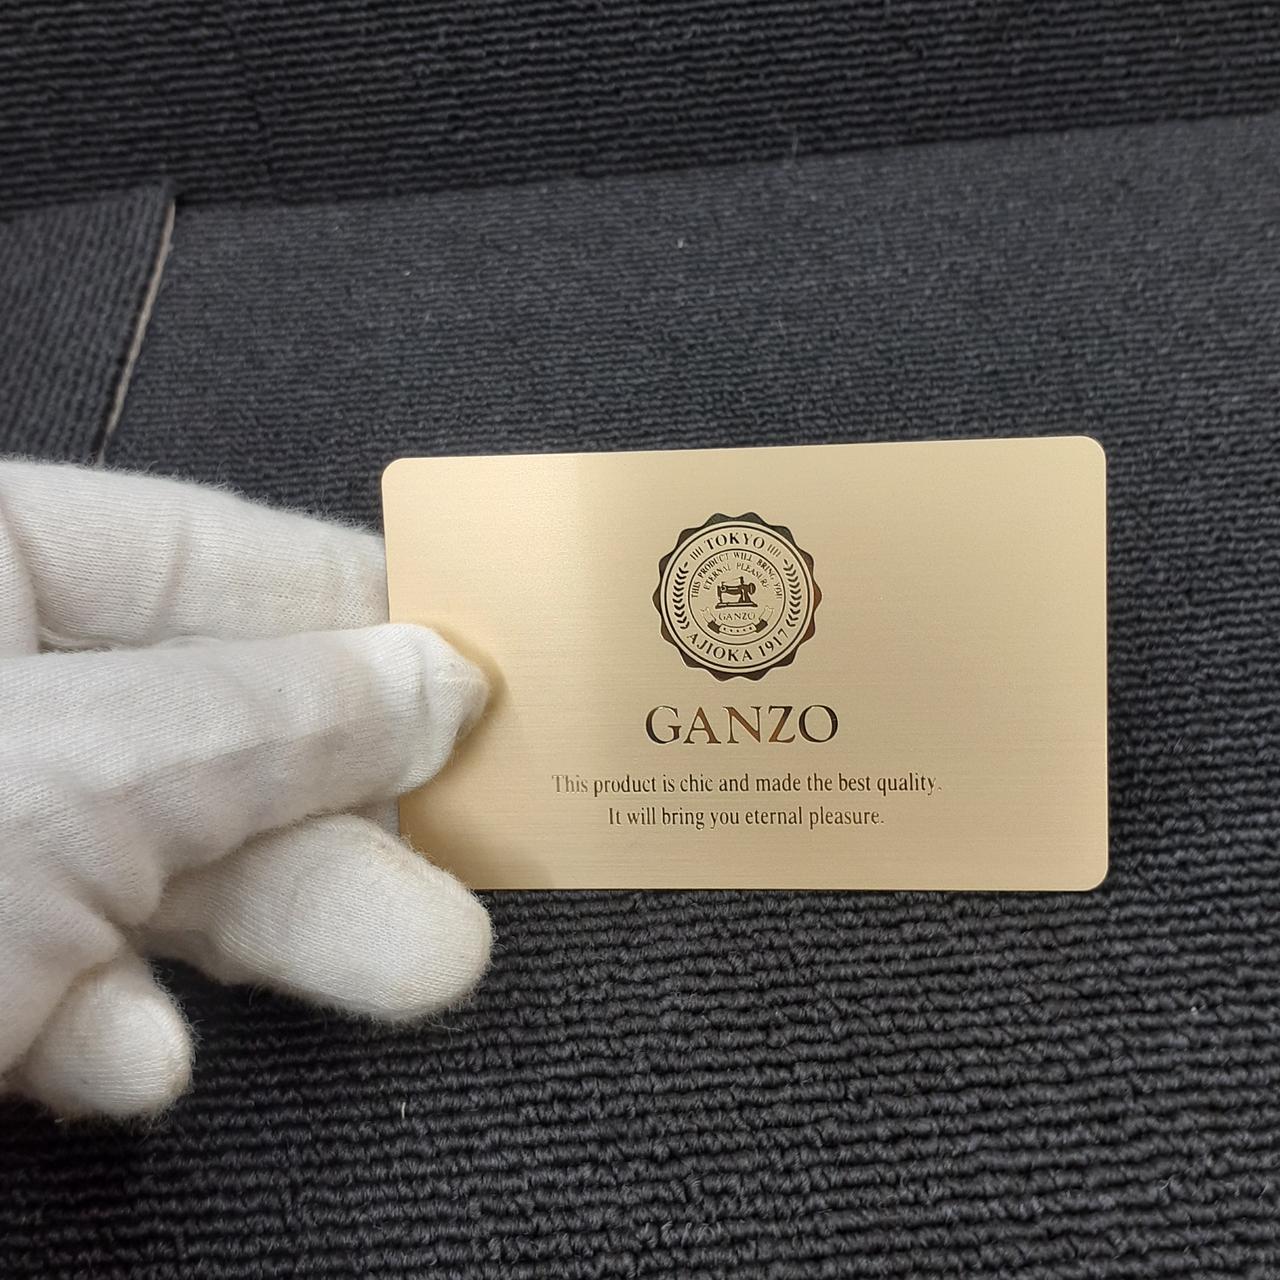 TOKYO
THIS PRODUCT WILL BRING YOU
ETERNAL PLEASURE
GANZO
AJIOKA 1917
GANZO
This product is chic and made the best quality.
It will bring you eternal pleasure.